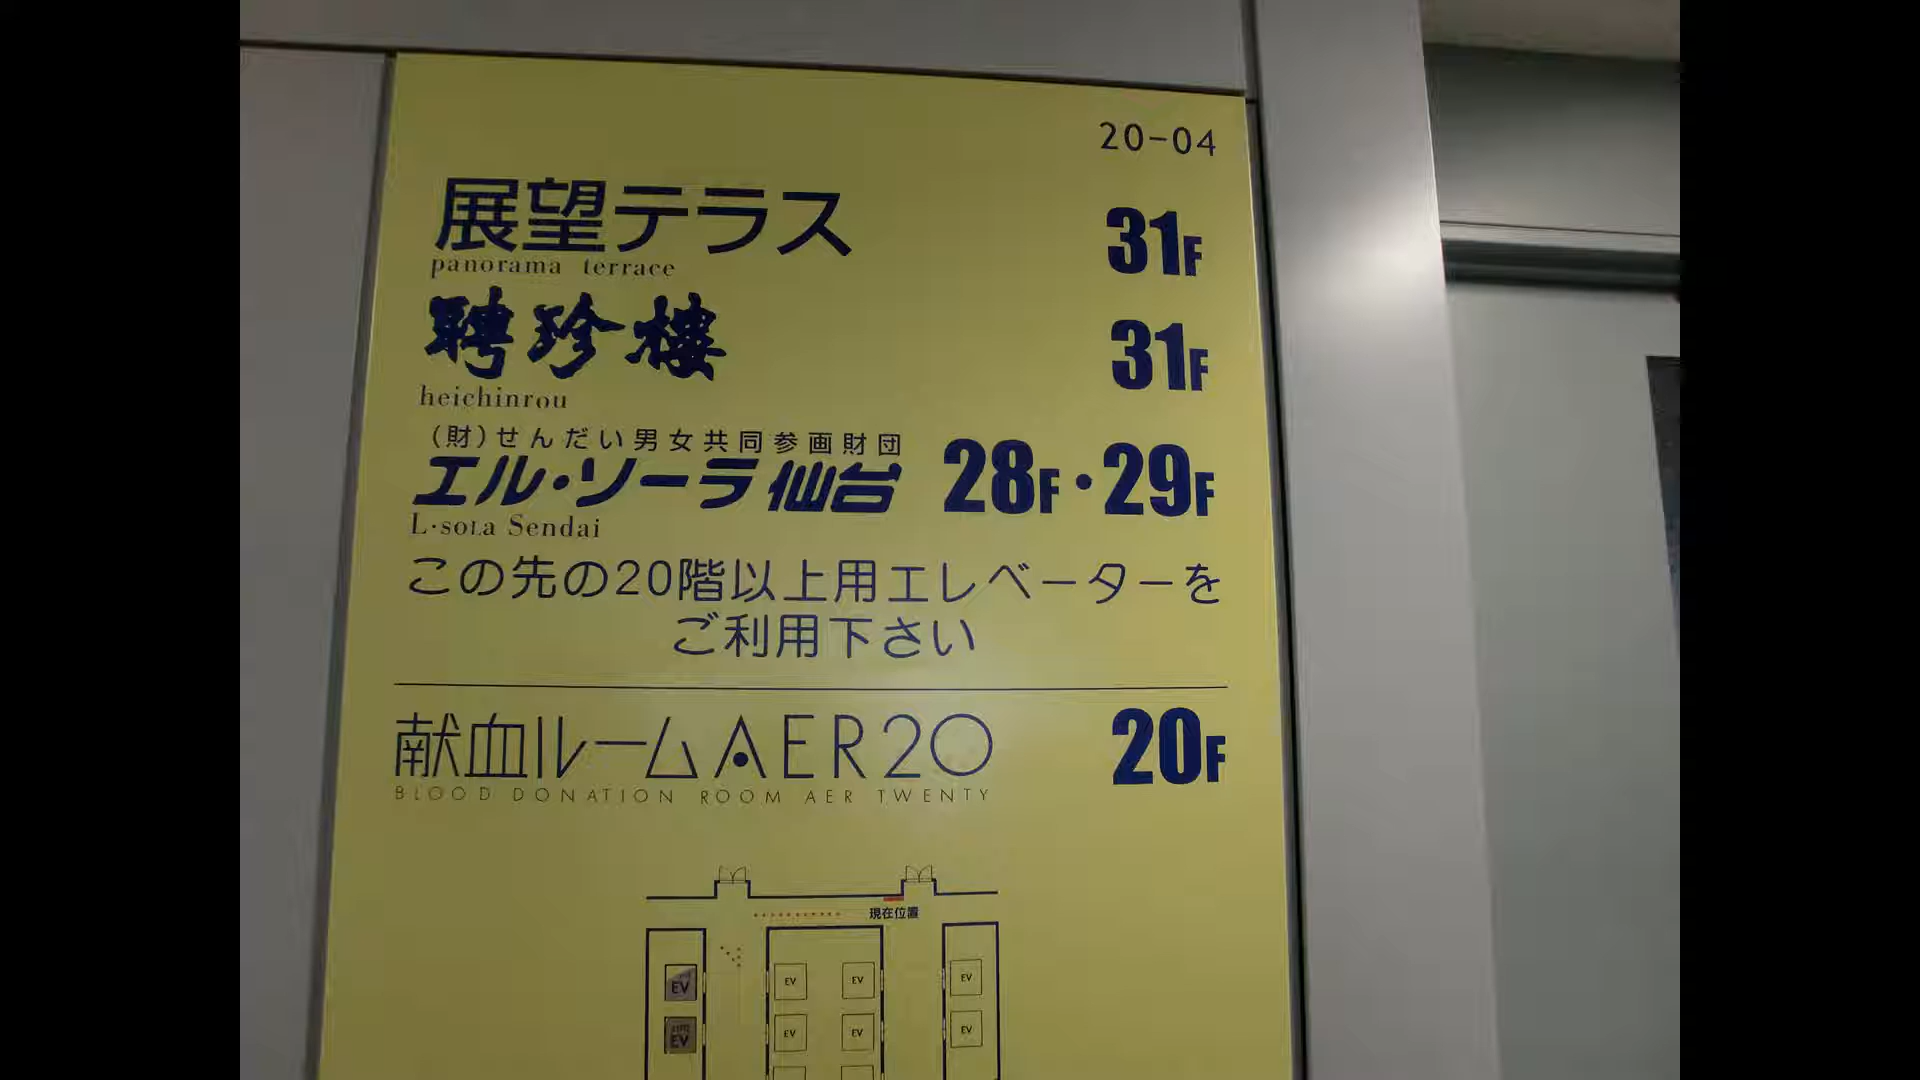 20-04
展望テラス 31F
panorama terrace
聘珍樓 31F
heichinrou
(財)せんだい男女共同参画財団
エル・ソーラ仙台 28F・29F
L・soLa Sendai
この先の20階以上用エレベーターを
ご利用下さい
献血ルームAER20 20F
BLOOD DONATION ROOM AER TWENTY
現在位置
EV EV EV EV
EV EV EV EV